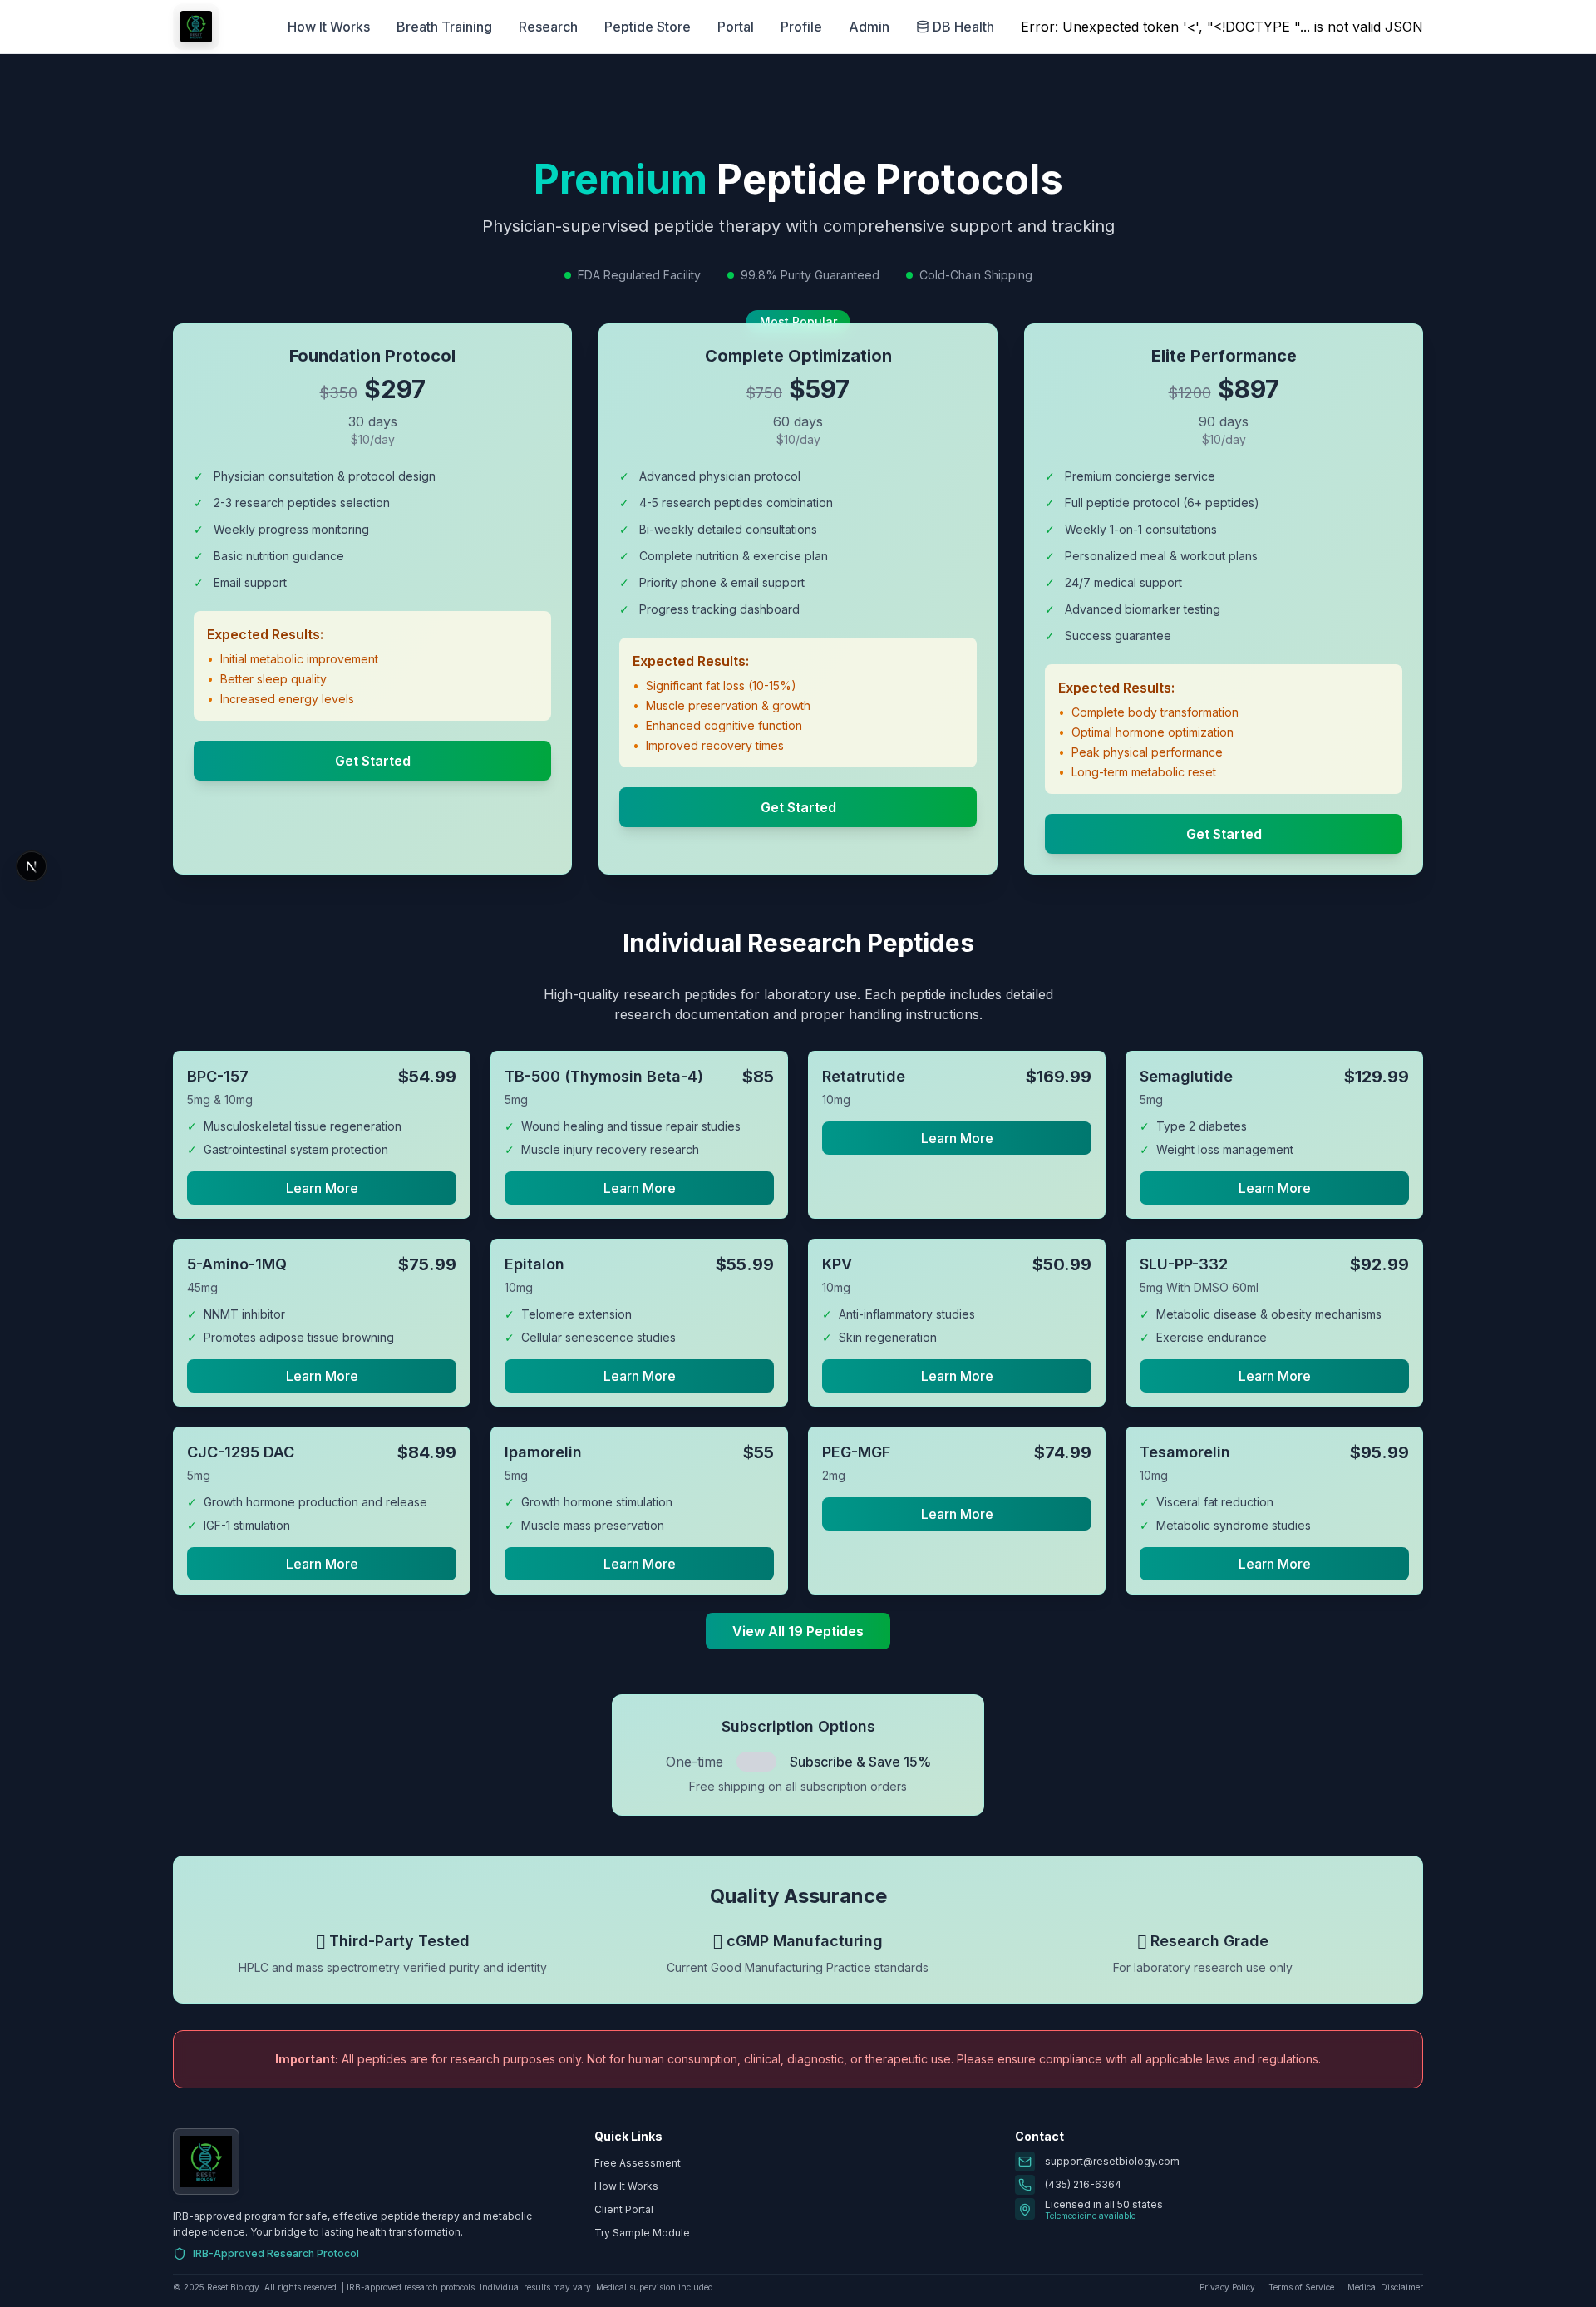 How It Works
Breath Training
Research
Peptide Store
Portal
Profile
Admin
DB Health
Error: Unexpected token '<', "<!DOCTYPE "... is not valid JSON
Premium Peptide Protocols
Physician-supervised peptide therapy with comprehensive support and tracking
FDA Regulated Facility
99.8% Purity Guaranteed
Cold-Chain Shipping
Foundation Protocol
$350 $297
30 days
$10/day
✓ Physician consultation & protocol design
✓ 2-3 research peptides selection
✓ Weekly progress monitoring
✓ Basic nutrition guidance
✓ Email support
Expected Results:
• Initial metabolic improvement
• Better sleep quality
• Increased energy levels
Get Started
Most Popular
Complete Optimization
$750 $597
60 days
$10/day
✓ Advanced physician protocol
✓ 4-5 research peptides combination
✓ Bi-weekly detailed consultations
✓ Complete nutrition & exercise plan
✓ Priority phone & email support
✓ Progress tracking dashboard
Expected Results:
• Significant fat loss (10-15%)
• Muscle preservation & growth
• Enhanced cognitive function
• Improved recovery times
Get Started
Elite Performance
$1200 $897
90 days
$10/day
✓ Premium concierge service
✓ Full peptide protocol (6+ peptides)
✓ Weekly 1-on-1 consultations
✓ Personalized meal & workout plans
✓ 24/7 medical support
✓ Advanced biomarker testing
✓ Success guarantee
Expected Results:
• Complete body transformation
• Optimal hormone optimization
• Peak physical performance
• Long-term metabolic reset
Get Started
N
Individual Research Peptides
High-quality research peptides for laboratory use. Each peptide includes detailed
research documentation and proper handling instructions.
BPC-157 $54.99
5mg & 10mg
✓ Musculoskeletal tissue regeneration
✓ Gastrointestinal system protection
Learn More
TB-500 (Thymosin Beta-4) $85
5mg
✓ Wound healing and tissue repair studies
✓ Muscle injury recovery research
Learn More
Retatrutide $169.99
10mg
Learn More
Semaglutide $129.99
5mg
✓ Type 2 diabetes
✓ Weight loss management
Learn More
5-Amino-1MQ $75.99
45mg
✓ NNMT inhibitor
✓ Promotes adipose tissue browning
Learn More
Epitalon $55.99
10mg
✓ Telomere extension
✓ Cellular senescence studies
Learn More
KPV $50.99
10mg
✓ Anti-inflammatory studies
✓ Skin regeneration
Learn More
SLU-PP-332 $92.99
5mg With DMSO 60ml
✓ Metabolic disease & obesity mechanisms
✓ Exercise endurance
Learn More
CJC-1295 DAC $84.99
5mg
✓ Growth hormone production and release
✓ IGF-1 stimulation
Learn More
Ipamorelin $55
5mg
✓ Growth hormone stimulation
✓ Muscle mass preservation
Learn More
PEG-MGF $74.99
2mg
Learn More
Tesamorelin $95.99
10mg
✓ Visceral fat reduction
✓ Metabolic syndrome studies
Learn More
View All 19 Peptides
Subscription Options
One-time
Subscribe & Save 15%
Free shipping on all subscription orders
Quality Assurance
Third-Party Tested
HPLC and mass spectrometry verified purity and identity
cGMP Manufacturing
Current Good Manufacturing Practice standards
Research Grade
For laboratory research use only
Important: All peptides are for research purposes only. Not for human consumption, clinical, diagnostic, or therapeutic use. Please ensure compliance with all applicable laws and regulations.
RESET
BIOLOGY
IRB-approved program for safe, effective peptide therapy and metabolic
independence. Your bridge to lasting health transformation.
IRB-Approved Research Protocol
Quick Links
Free Assessment
How It Works
Client Portal
Try Sample Module
Contact
support@resetbiology.com
(435) 216-6364
Licensed in all 50 states
Telemedicine available
© 2025 Reset Biology. All rights reserved. | IRB-approved research protocols. Individual results may vary. Medical supervision included.
Privacy Policy
Terms of Service
Medical Disclaimer